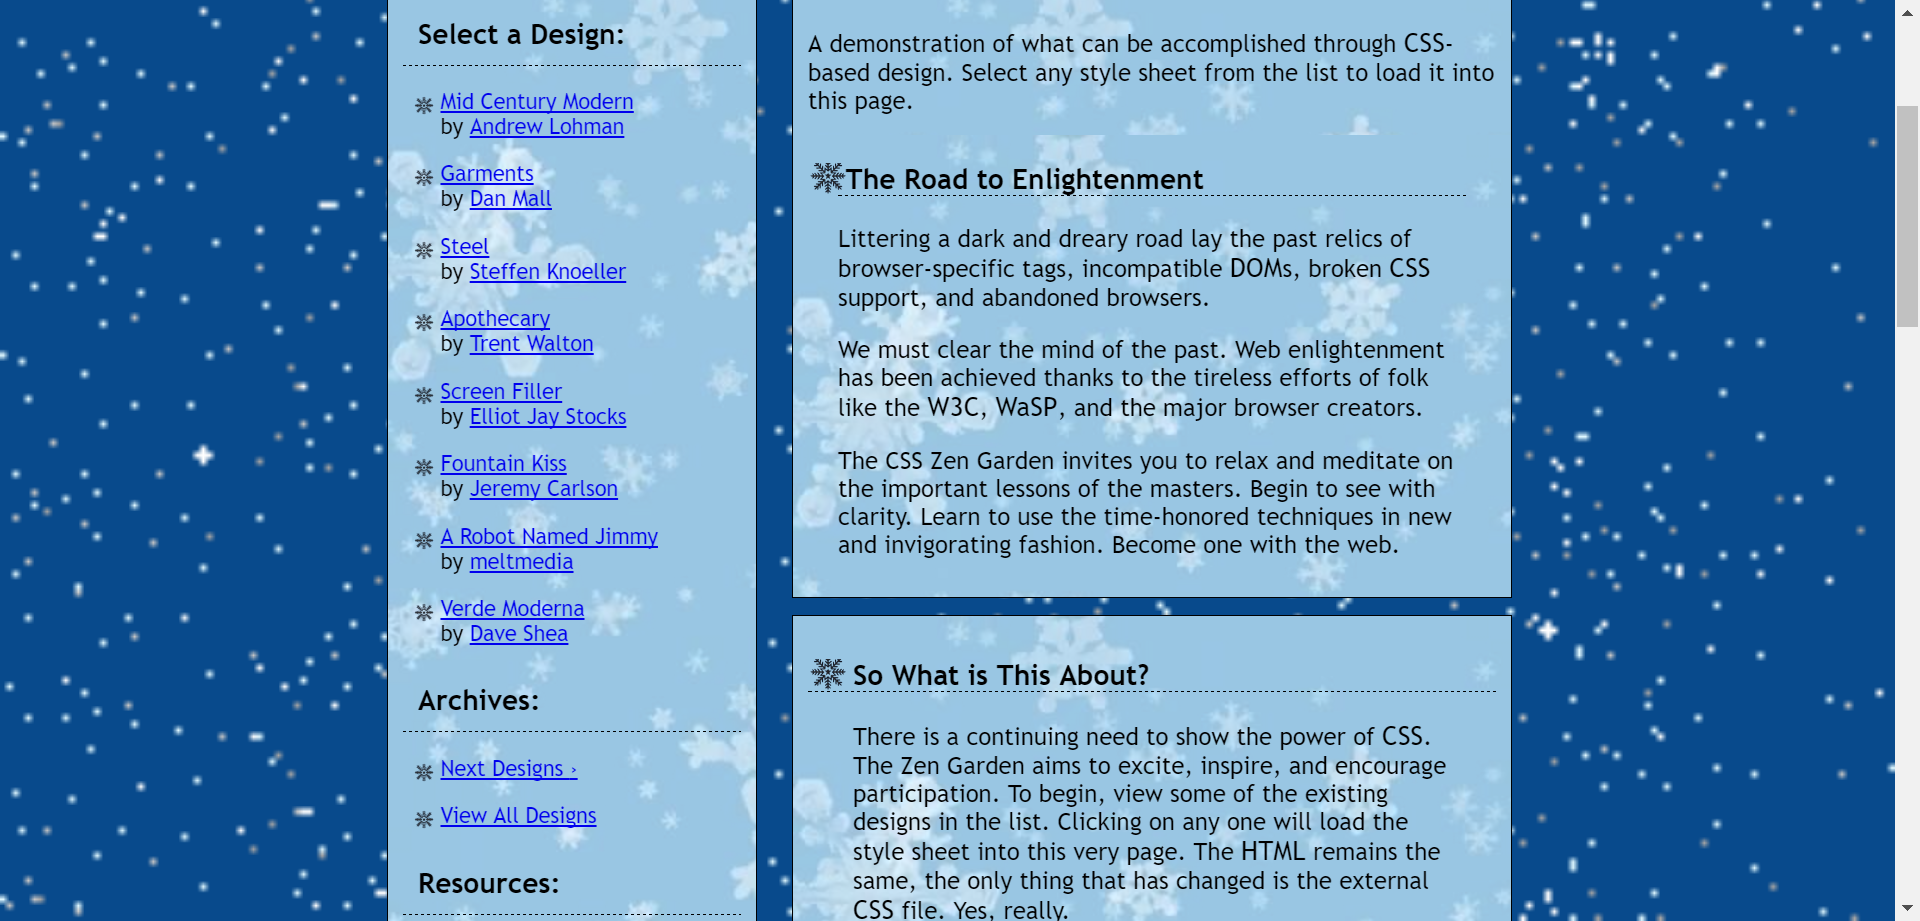 Select a Design:
Mid Century Modern
by Andrew Lohman
Garments
by Dan Mall
Steel
by Steffen Knoeller
Apothecary
by Trent Walton
Screen Filler
by Elliot Jay Stocks
Fountain Kiss
by Jeremy Carlson
A Robot Named Jimmy
by meltmedia
Verde Moderna
by Dave Shea
Archives:
Next Designs ›
View All Designs
Resources:
A demonstration of what can be accomplished through CSS-
based design. Select any style sheet from the list to load it into
this page.
The Road to Enlightenment
Littering a dark and dreary road lay the past relics of
browser-specific tags, incompatible DOMs, broken CSS
support, and abandoned browsers.
We must clear the mind of the past. Web enlightenment
has been achieved thanks to the tireless efforts of folk
like the W3C, WaSP, and the major browser creators.
The CSS Zen Garden invites you to relax and meditate on
the important lessons of the masters. Begin to see with
clarity. Learn to use the time-honored techniques in new
and invigorating fashion. Become one with the web.
So What is This About?
There is a continuing need to show the power of CSS.
The Zen Garden aims to excite, inspire, and encourage
participation. To begin, view some of the existing
designs in the list. Clicking on any one will load the
style sheet into this very page. The HTML remains the
same, the only thing that has changed is the external
CSS file. Yes, really.